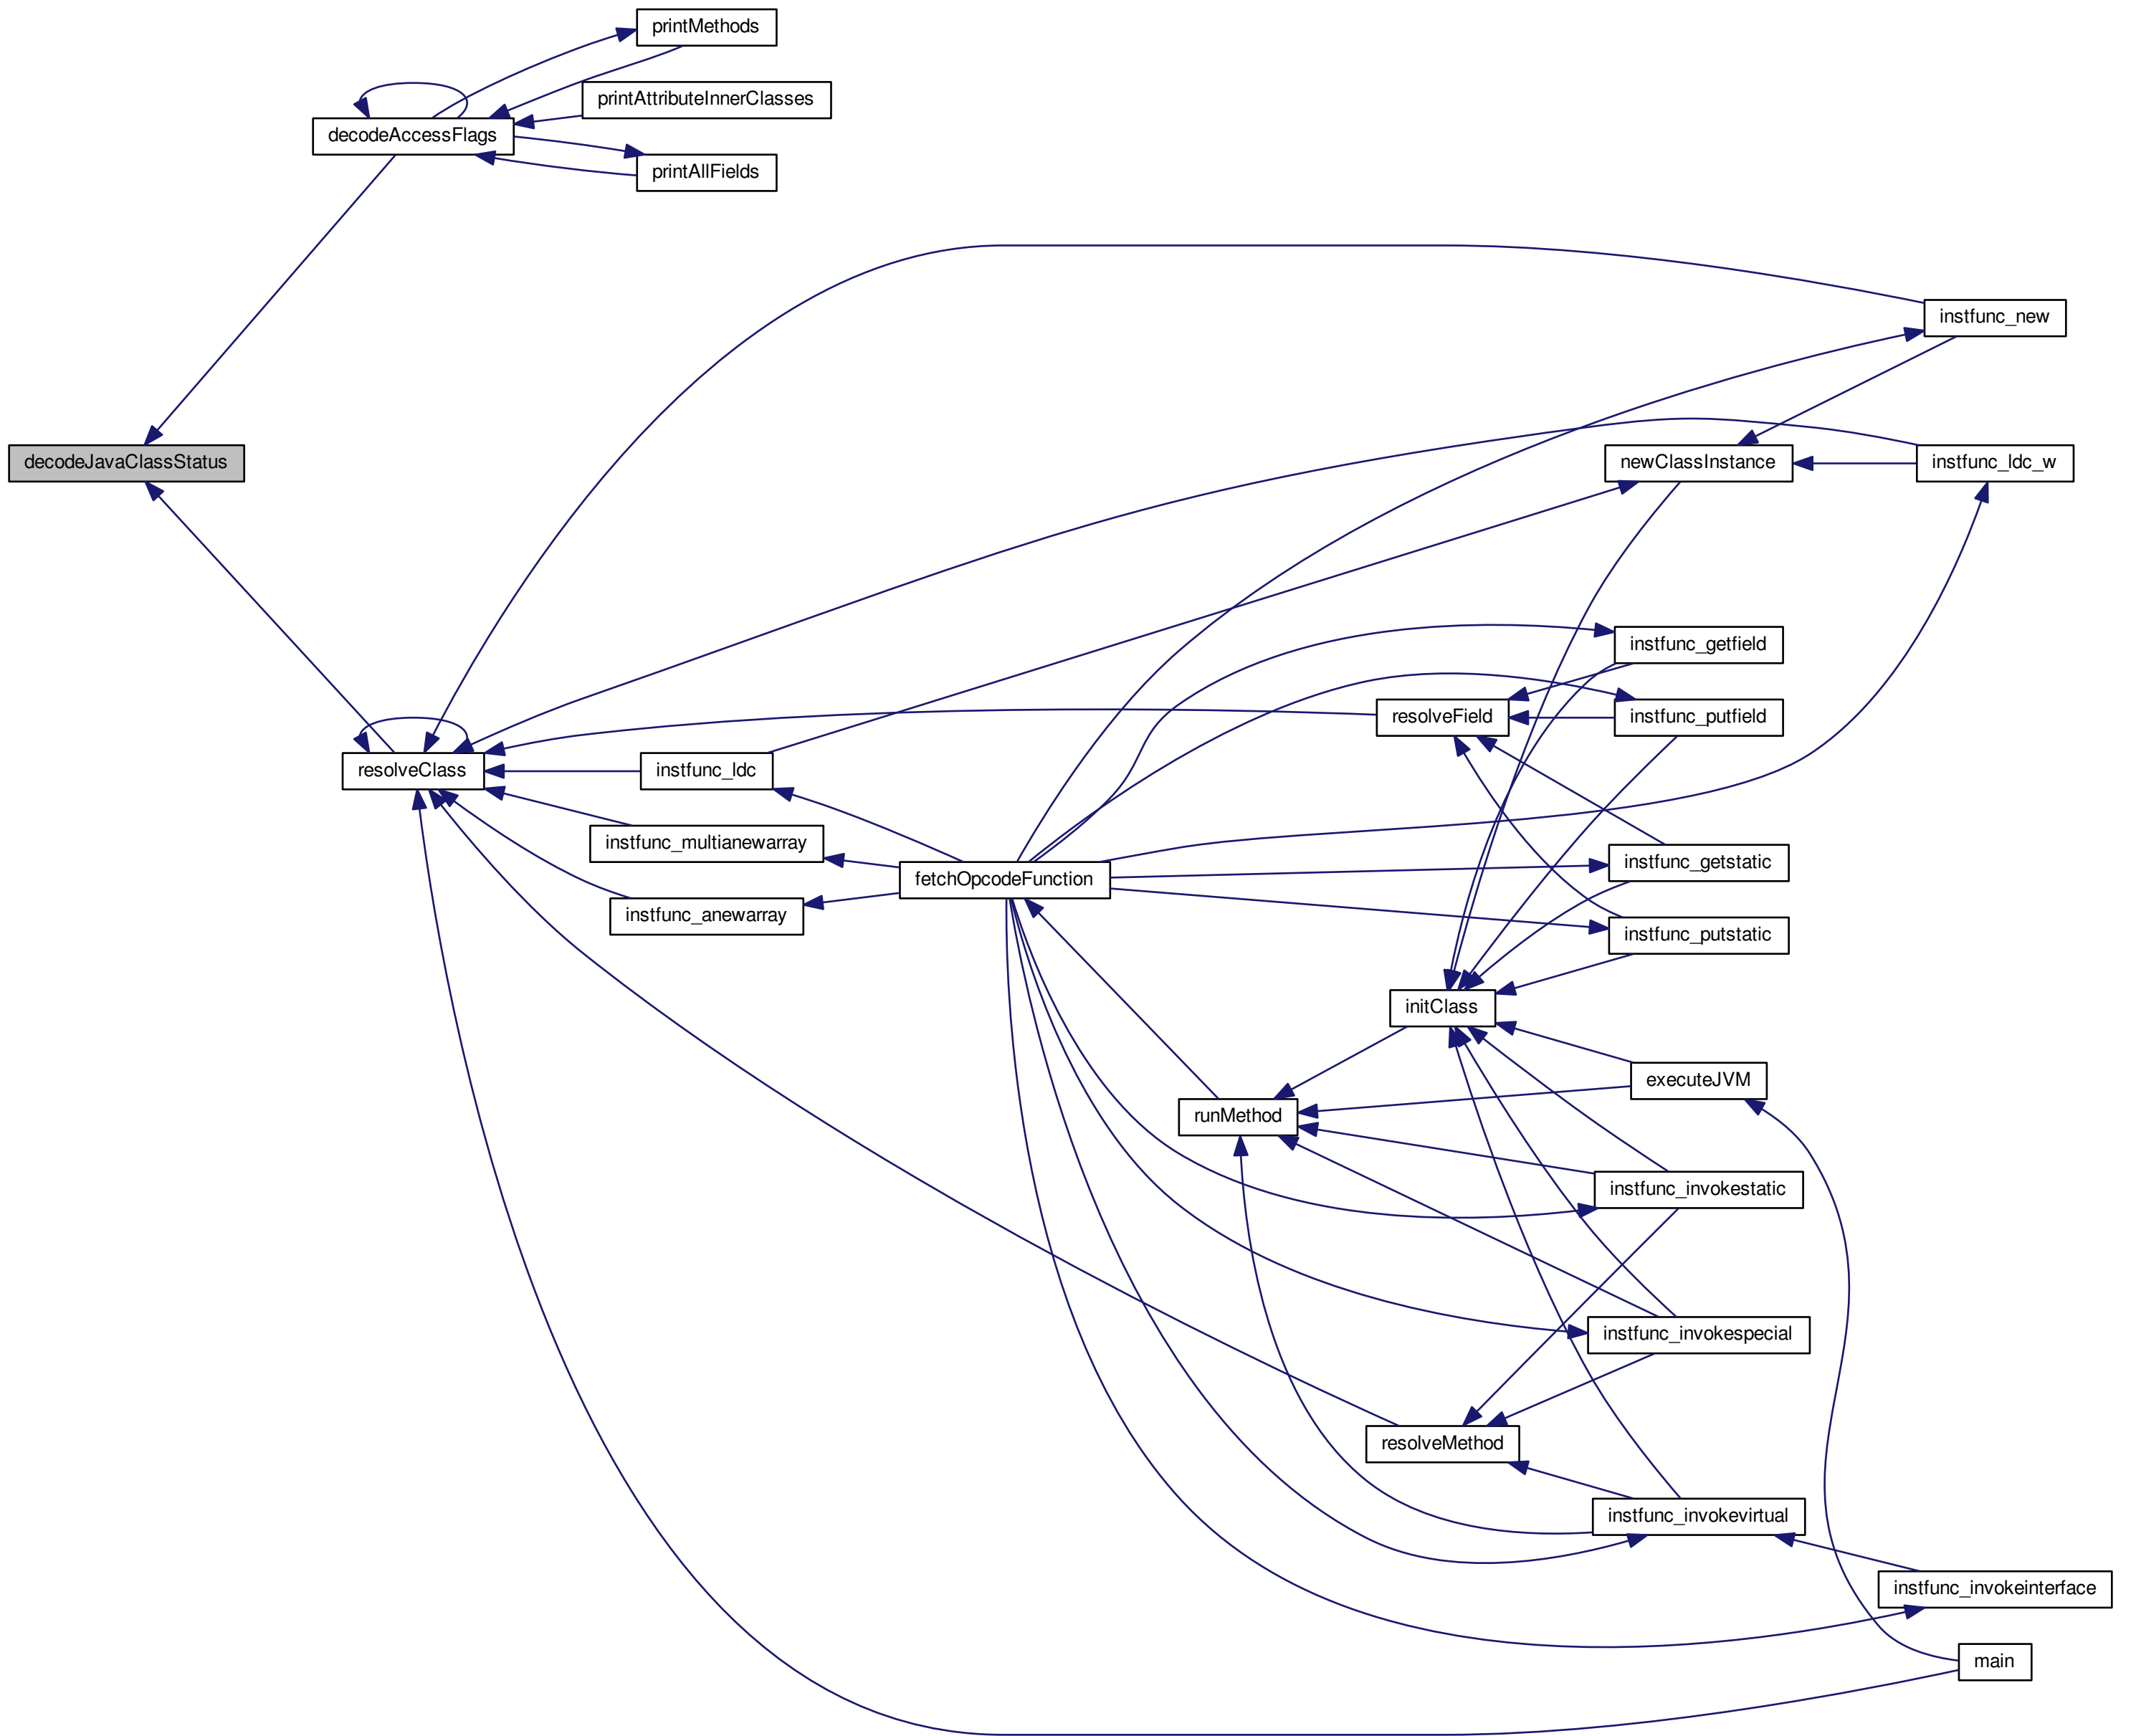 printMethods
printAttributeInnerClasses
decodeAccessFlags
printAllFields
instfunc_new
decodeJavaClassStatus
newClassInstance
instfunc_ldc_w
instfunc_getfield
resolveField
instfunc_putfield
resolveClass
instfunc_ldc
instfunc_multianewarray
instfunc_getstatic
fetchOpcodeFunction
instfunc_anewarray
instfunc_putstatic
initClass
executeJVM
runMethod
instfunc_invokestatic
instfunc_invokespecial
resolveMethod
instfunc_invokevirtual
instfunc_invokeinterface
main